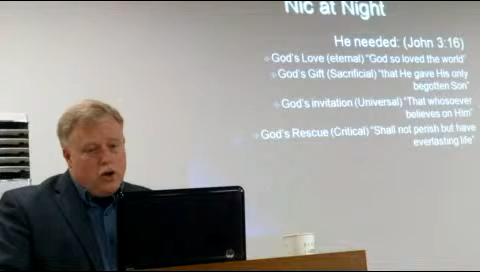 Nic at Night
He needed: (John 3:16)
God's Love (eternal) "God so loved the world"
God's Gift (Sacrificial) "that He gave His only
begotten Son"
God's invitation (Universal) "That whosoever
believes on Him"
God's Rescue (Critical) "Shall not perish but have
everlasting life"
hp